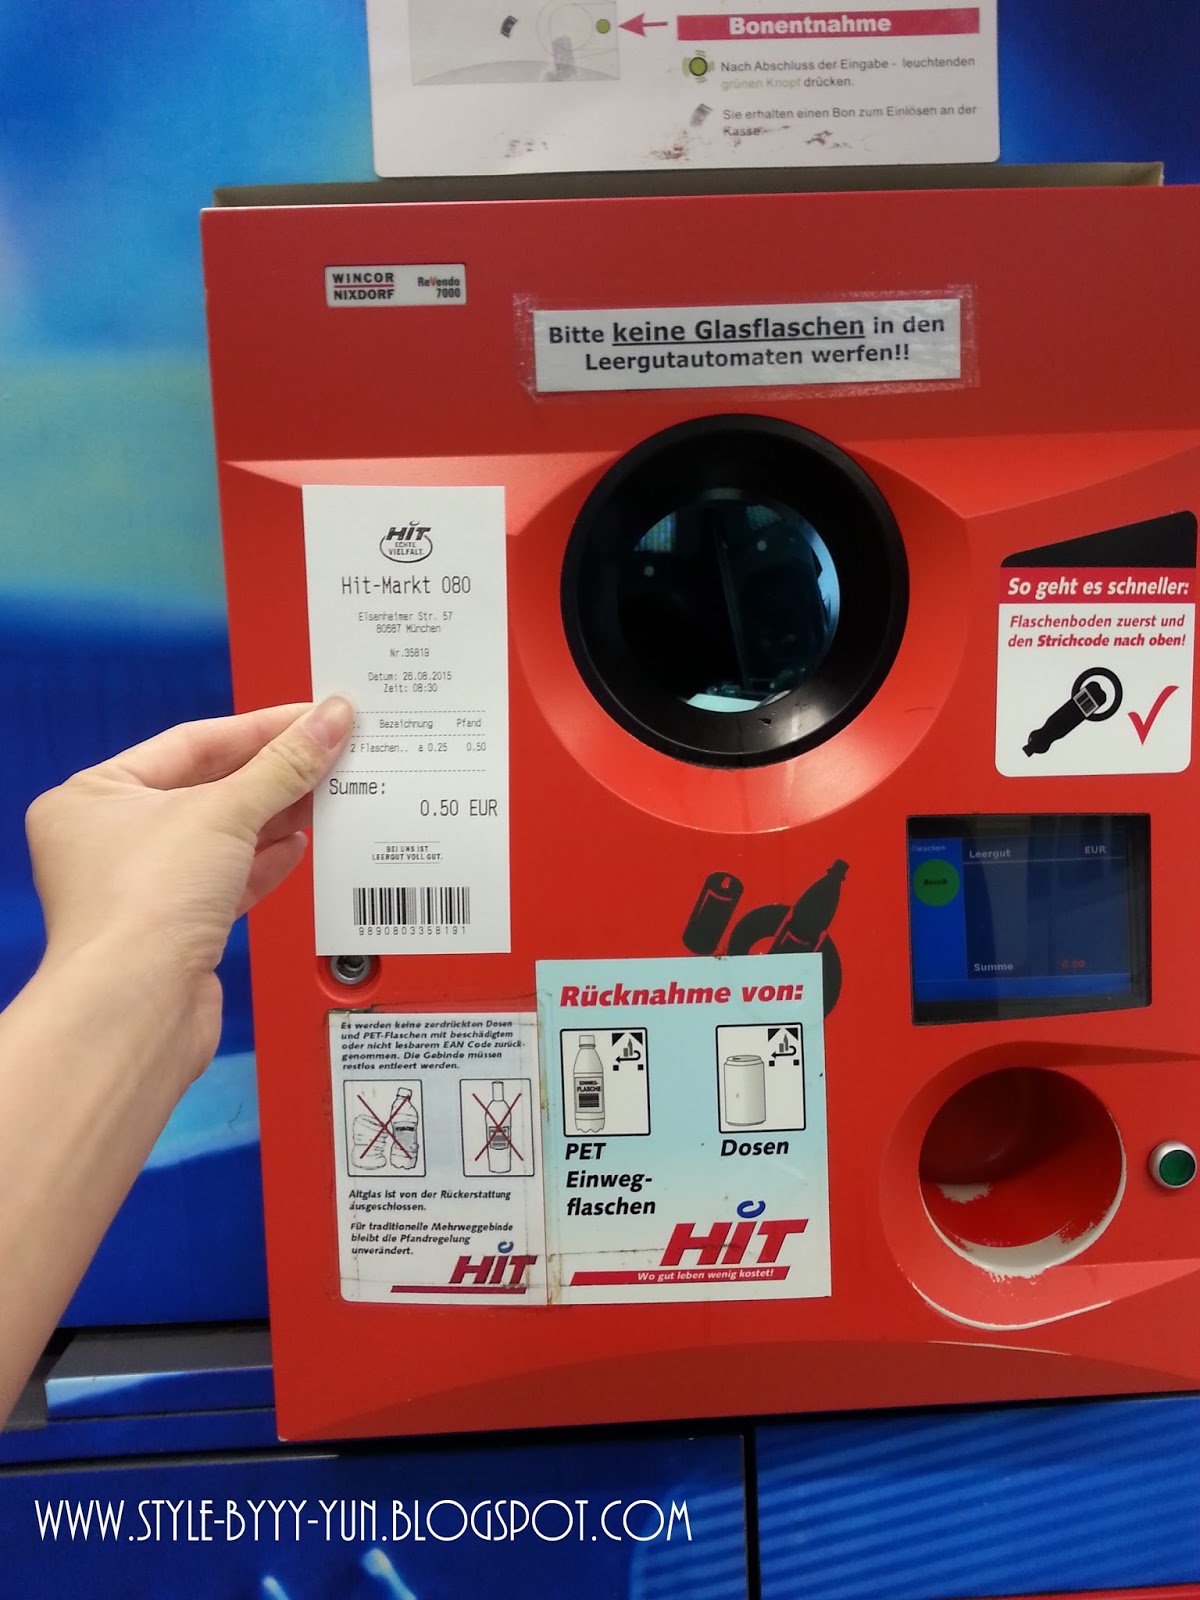 Bonentnahme
Nach Abschluss der Eingabe - leuchtenden
grünen Knopf drücken.
Sie erhalten einen Bon zum Einlösen an der
Kasse
WINCOR
NIXDORF
ReVendo
7000
Bitte keine Glasflaschen in den
Leergutautomaten werfen!!
HIT
ECHTE
VIELFALT.
Hit-Markt 080
Elsenheimer Str. 57
80687 München
Nr.35819
Datum: 26.08.2015
Zeit: 08:30
Bezeichnung Pfand
2 Flaschen.. a 0.25 0.50
Summe:
0.50 EUR
BEI UNS IST
LEERGUT VOLL GUT.
9890803358191
So geht es schneller:
Flaschenboden zuerst und
den Strichcode nach oben!
Leergut EUR
Summe 0.00
Es werden keine zerdrückten Dosen
und PET-Flaschen mit beschädigtem
oder nicht lesbarem EAN Code zurück-
genommen. Die Gebinde müssen
restlos entleert werden.
Altglas ist von der Rückerstattung
ausgeschlossen.
Für traditionelle Mehrweggebinde
bleibt die Pfandregelung
unverändert.
HIT
Rücknahme von:
EINWEG-
FLASCHE
PET
Einweg-
flaschen
Dosen
HIT
Wo gut leben wenig kostet!
WWW.STYLE-BYYY-YUN.BLOGSPOT.COM